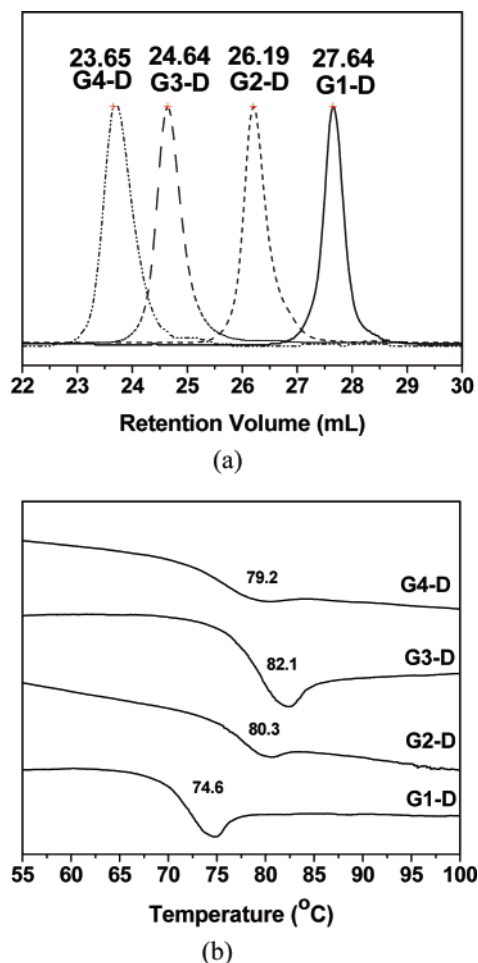 23.65 24.64 26.19 27.64
G4-D G3-D G2-D G1-D
22 23 24 25 26 27 28 29 30
Retention Volume (mL)
(a)
79.2
G4-D
G3-D
82.1
80.3
G2-D
74.6
G1-D
55 60 65 70 75 80 85 90 95 100
Temperature (°C)
(b)